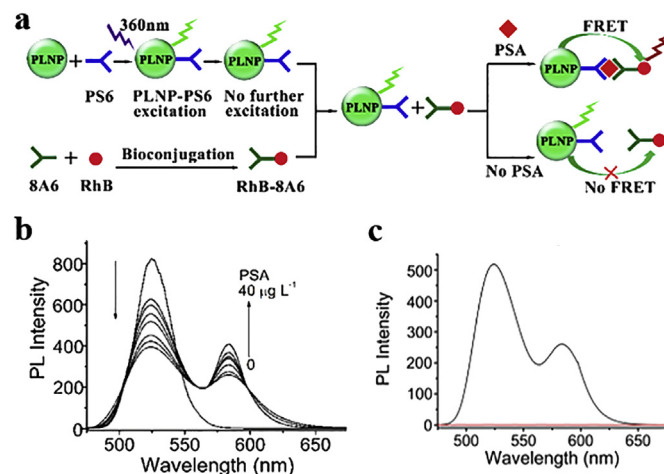 a
360nm
PLNP + PS6 PLNP PLNP
PLNP-PS6
excitation
No further
excitation
8A6 + RhB
Bioconjugation
RhB-8A6
PLNP +
PSA
No PSA
FRET
PLNP
PLNP
No FRET
b
PL Intensity
800
600
400
200
0
PSA
40 μg L⁻¹
0
500 550 600 650
Wavelength (nm)
c
PL Intensity
500
400
300
200
100
0
500 550 600 650
Wavelength (nm)